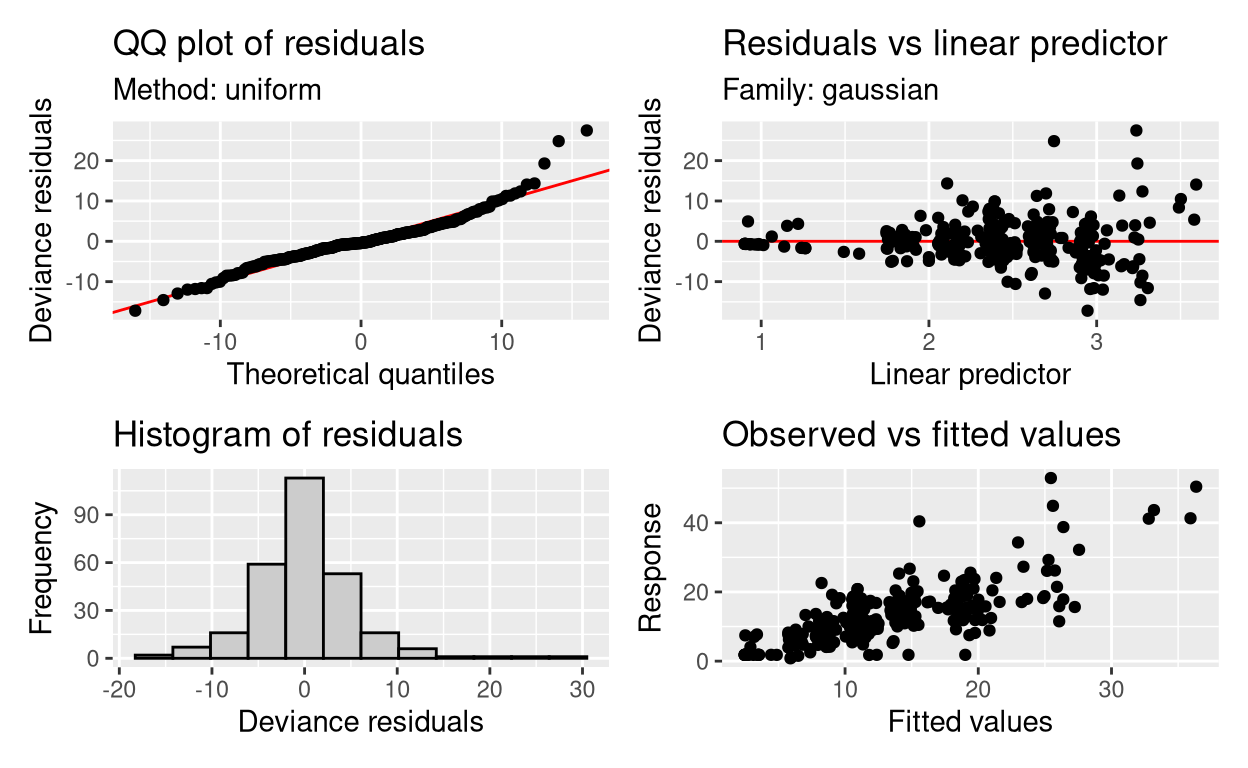 QQ plot of residuals
Method: uniform
Deviance residuals
20
10
0
-10
-10
0
10
Theoretical quantiles
Residuals vs linear predictor
Family: gaussian
Deviance residuals
20
10
0
-10
1
2
3
Linear predictor
Histogram of residuals
Frequency
90
60
30
0
-20
-10
0
10
20
30
Deviance residuals
Observed vs fitted values
Response
40
20
0
10
20
30
Fitted values